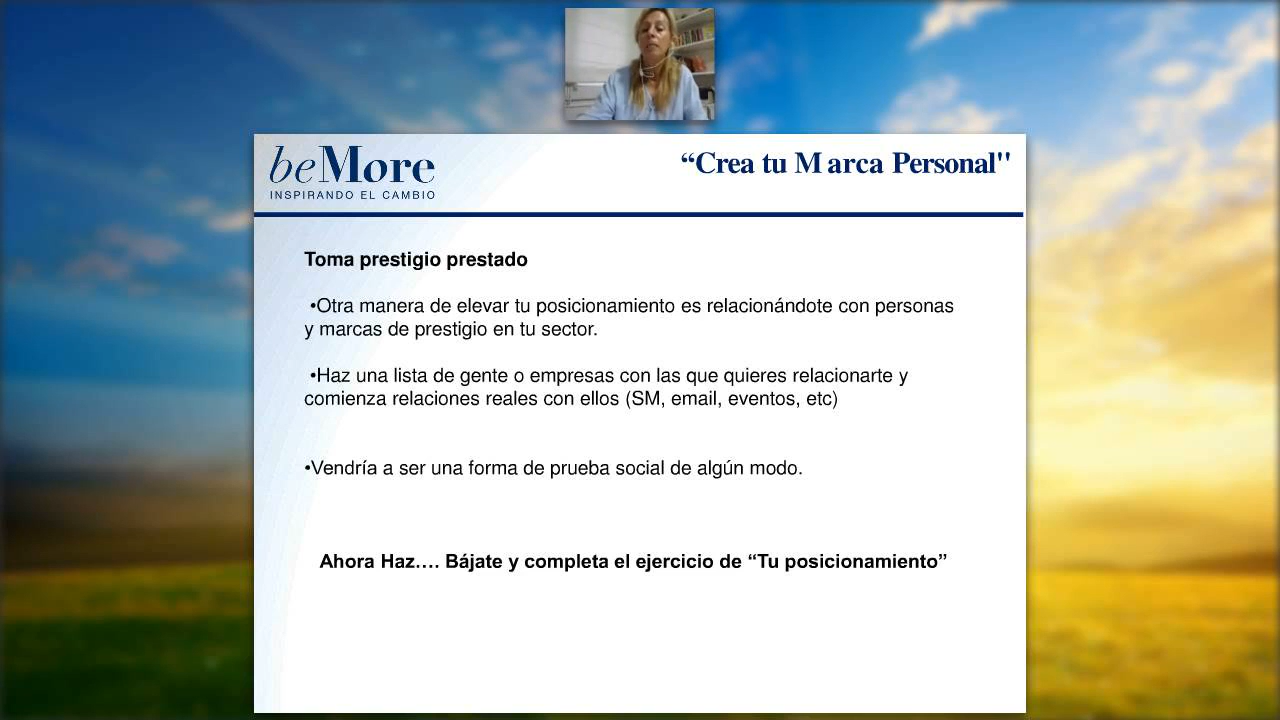 beMore
INSPIRANDO EL CAMBIO
“Crea tu Marca Personal"
Toma prestigio prestado
•Otra manera de elevar tu posicionamiento es relacionándote con personas
y marcas de prestigio en tu sector.
•Haz una lista de gente o empresas con las que quieres relacionarte y
comienza relaciones reales con ellos (SM, email, eventos, etc)
•Vendría a ser una forma de prueba social de algún modo.
Ahora Haz…. Bájate y completa el ejercicio de “Tu posicionamiento”